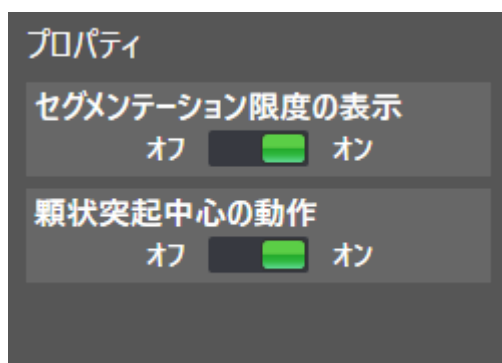 プロパティ
セグメンテーション限度の表示
オフ オン
顆状突起中心の動作
オフ オン